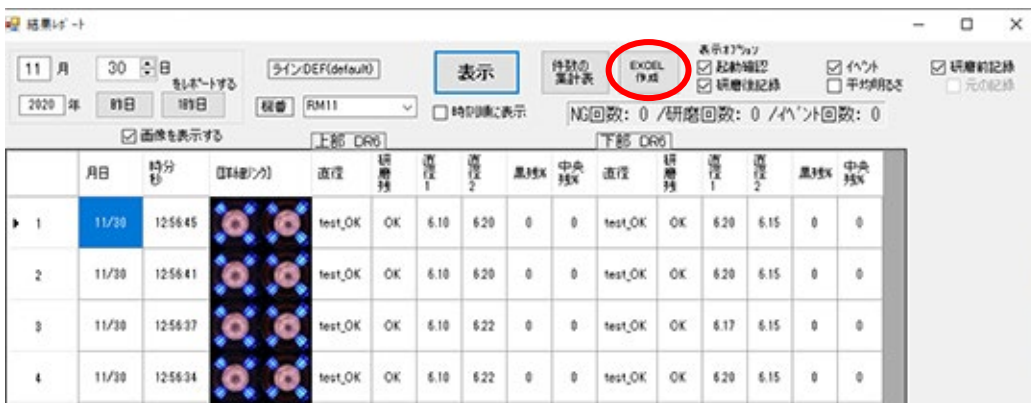 結果レポート
11 月 30 日 をレポートする
2020 年 昨日 1昨日
ラインDEF(default)
桜番 RM11
表示
時刻順に表示
件数の集計表
EXCEL作成
表示オプション
起動確認 イベント 研磨前記録
研磨後記録 平均明るさ 元の記録
NG回数: 0 /研磨回数: 0 /イベント回数: 0
画像を表示する 上部 DR6 下部 DR6
月日 時分秒 直径 研磨残 直径1 直径2 黒残% 中央残% 直径 研磨残 直径1 直径2 黒残% 中央残%
1 11/30 12:56:45 test_OK OK 6.10 6.20 0 0 test_OK OK 6.20 6.15 0 0
2 11/30 12:56:41 test_OK OK 6.10 6.20 0 0 test_OK OK 6.20 6.15 0 0
3 11/30 12:56:37 test_OK OK 6.10 6.22 0 0 test_OK OK 6.17 6.15 0 0
4 11/30 12:56:34 test_OK OK 6.10 6.22 0 0 test_OK OK 6.20 6.15 0 0